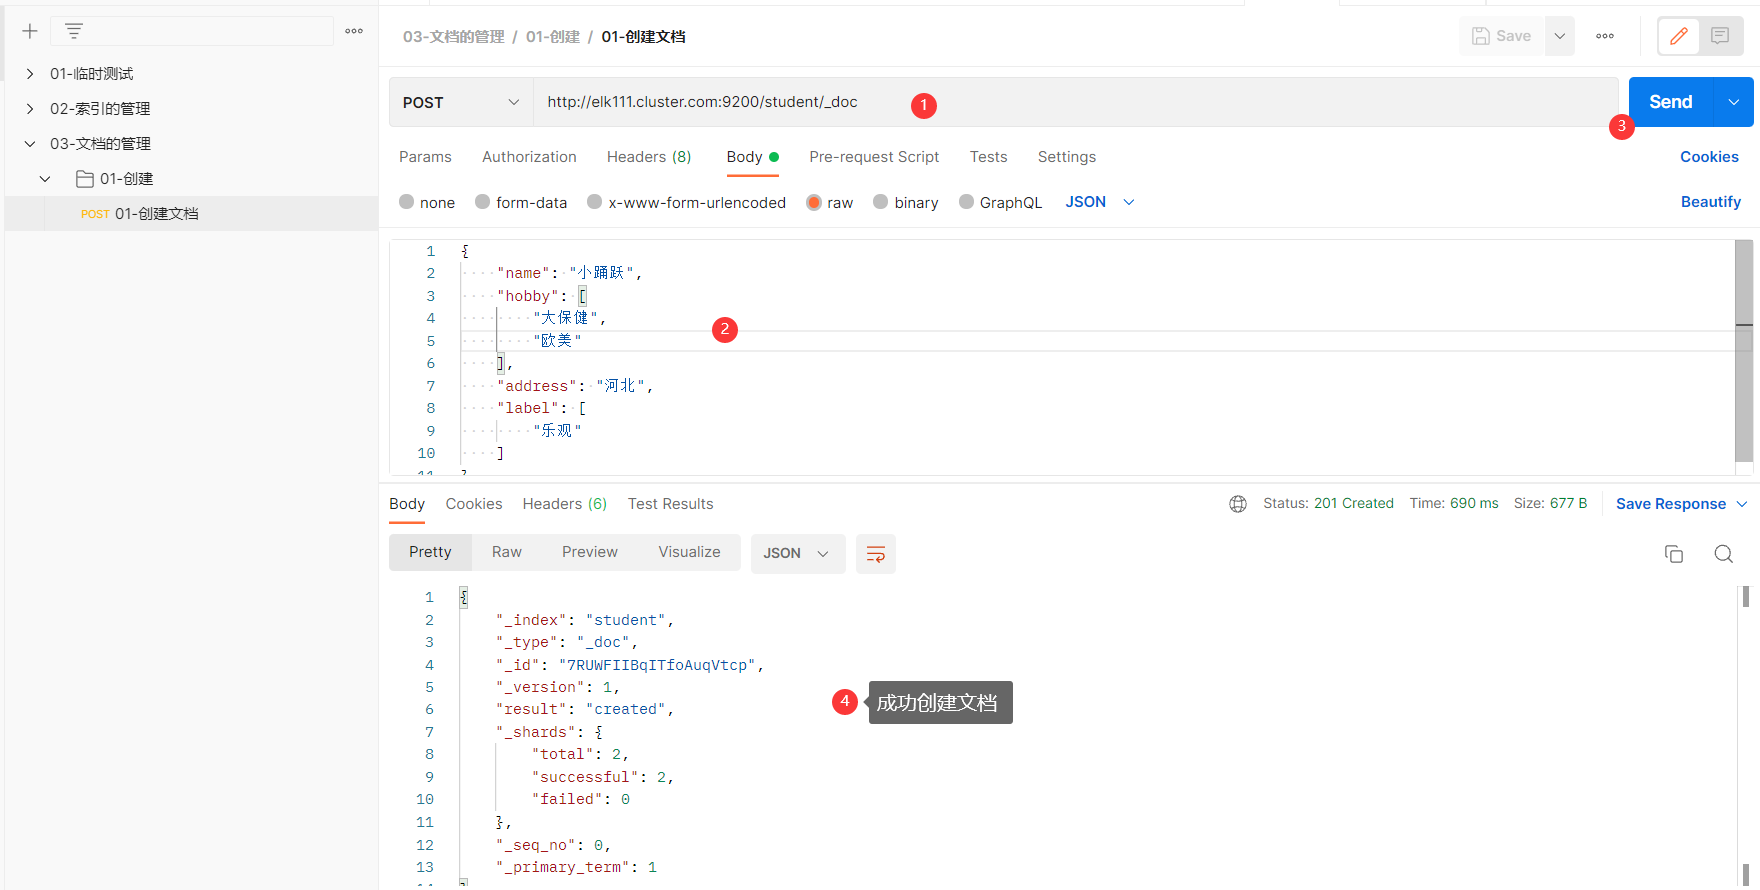 01-临时测试
02-索引的管理
03-文档的管理
01-创建
POST 01-创建文档
03-文档的管理 / 01-创建 / 01-创建文档
Save
POST
http://elk111.cluster.com:9200/student/_doc
1
Send
3
Params Authorization Headers (8) Body Pre-request Script Tests Settings
Cookies
none form-data x-www-form-urlencoded raw binary GraphQL JSON
Beautify
1 {
2 "name": "小踊跃",
3 "hobby": [
4 "大保健",
5 "欧美"
2
6 ],
7 "address": "河北",
8 "label": [
9 "乐观"
10 ]
11 }
Body Cookies Headers (6) Test Results
Status: 201 Created Time: 690 ms Size: 677 B Save Response
Pretty Raw Preview Visualize JSON
1 {
2 "_index": "student",
3 "_type": "_doc",
4 "_id": "7RUWFIIBqITfoAuqVtcp",
5 "_version": 1,
6 "result": "created",
4 成功创建文档
7 "_shards": {
8 "total": 2,
9 "successful": 2,
10 "failed": 0
11 },
12 "_seq_no": 0,
13 "_primary_term": 1
14 }